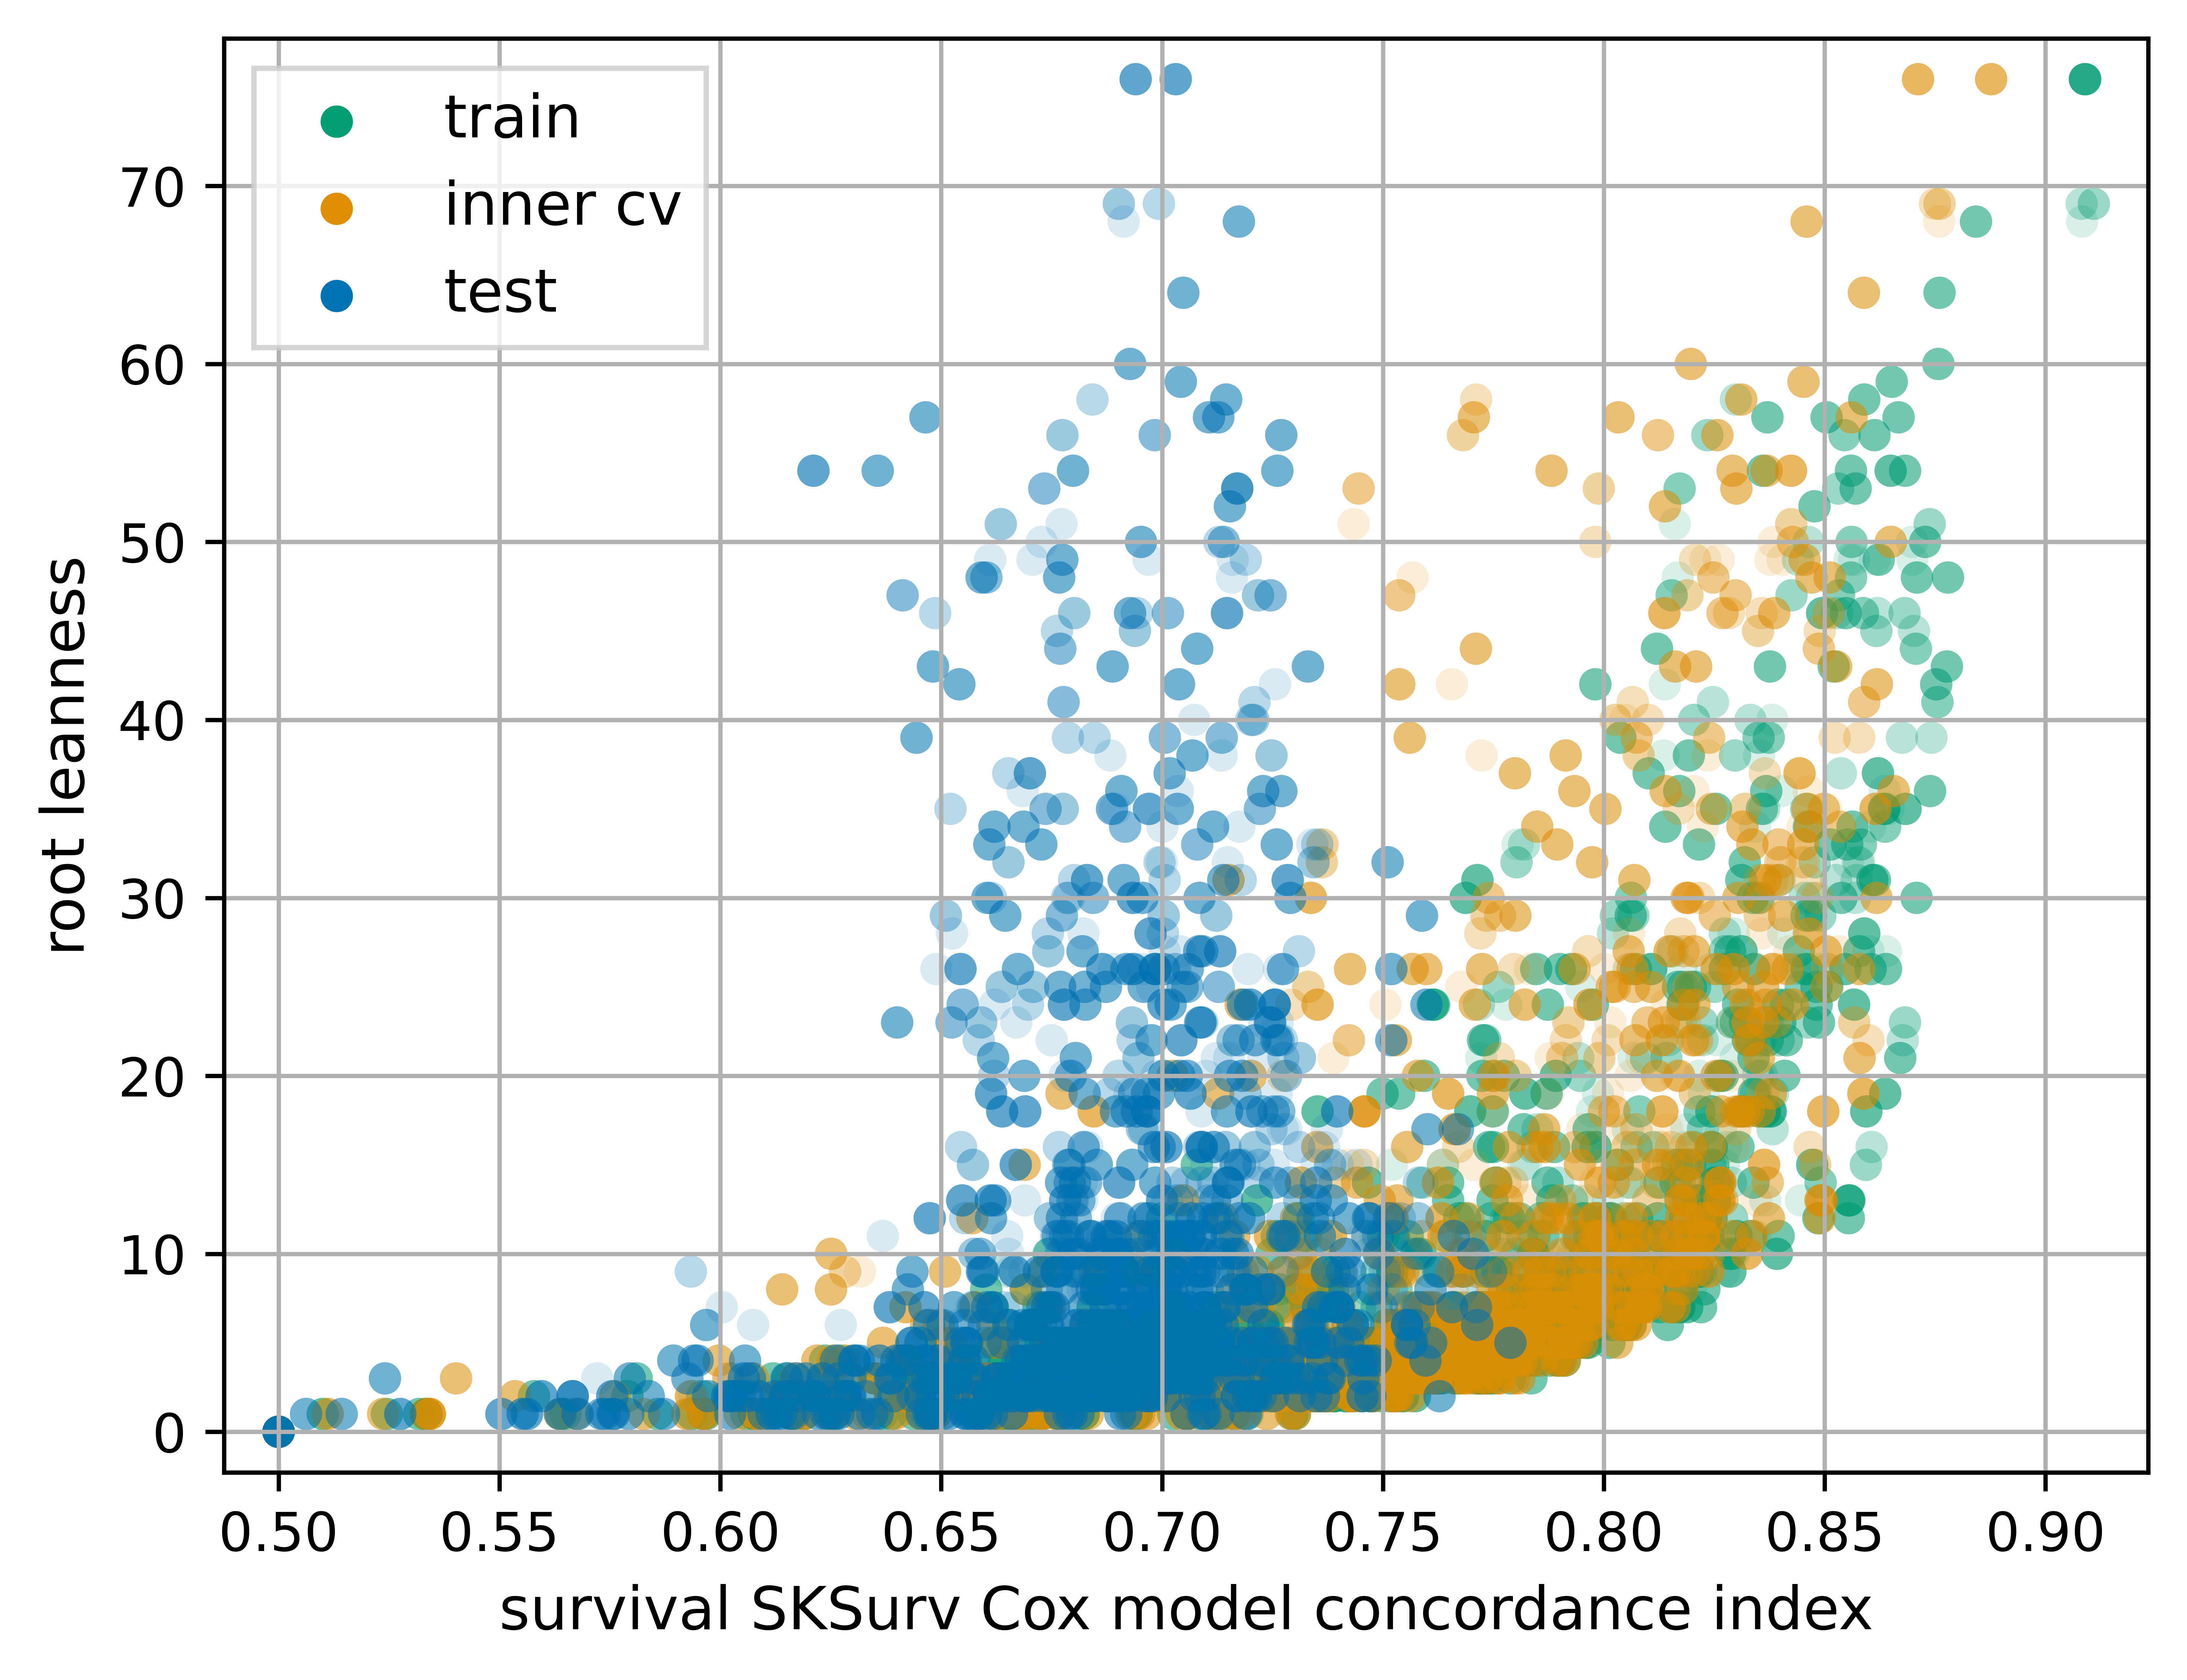 train
inner cv
test
70
60
50
40
30
20
10
0
root leanness
0.50 0.55 0.60 0.65 0.70 0.75 0.80 0.85 0.90
survival SKSurv Cox model concordance index